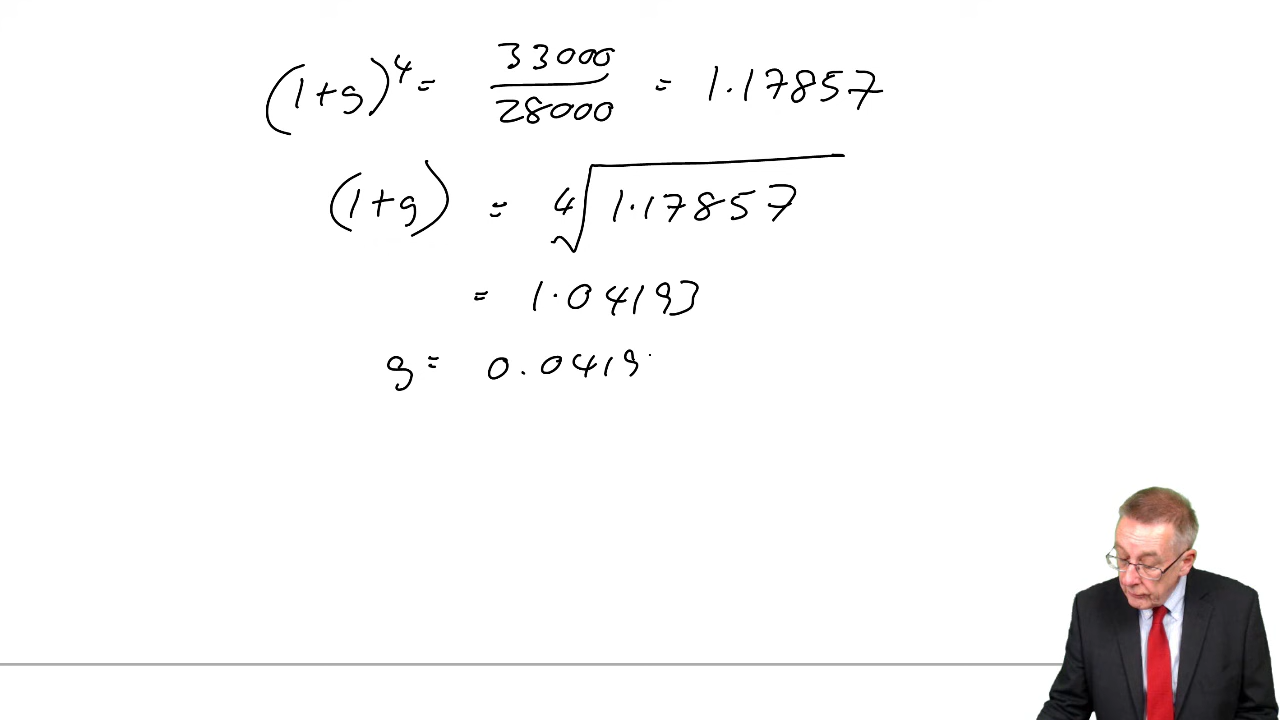 (1+g)⁴ = 33000/28000 = 1.17857
(1+g) = ⁴√1.17857
= 1.04193
g = 0.0419